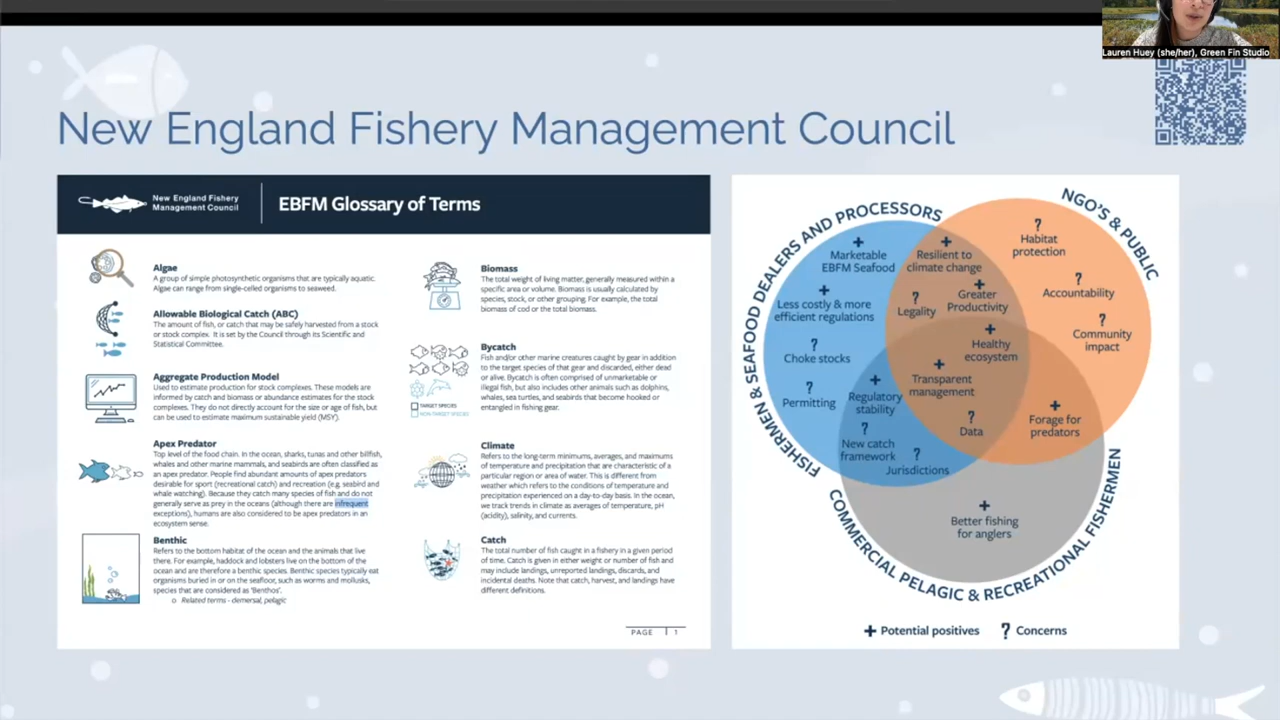 Lauren Huey (she/her), Green Fin Studio
New England Fishery Management Council
New England Fishery
Management Council
EBFM Glossary of Terms
Algae
A group of simple photosynthetic organisms that are typically aquatic.
Algae can range from single-celled organisms to seaweed.
Allowable Biological Catch (ABC)
The amount of fish, or catch that may be safely harvested from a stock
or stock complex. It is set by the Council through its Scientific and
Statistical Committee.
Aggregate Production Model
Used to estimate production for stock complexes. These models are
informed by catch and biomass or abundance estimates for the stock
complexes. They do not directly account for the size or age of fish, but
can be used to estimate maximum sustainable yield (MSY).
Apex Predator
Top level of the food chain. In the ocean, sharks, tunas and other billfish,
whales and other marine mammals, and seabirds are often classified as
an apex predator. People find abundant amounts of apex predators
desirable for sport (recreational catch) and recreation (e.g. seabird and
whale watching). Because they catch many species of fish and do not
generally serve as prey in the oceans (although there are infrequent
exceptions), humans are also considered to be apex predators in an
ecosystem sense.
Benthic
Refers to the bottom habitat of the ocean and the animals that live
there. For example, haddock and lobsters live on the bottom of the
ocean and are therefore a benthic species. Benthic species typically eat
organisms buried in or on the seafloor, such as worms and mollusks,
species that are considered as 'Benthos'.
o Related terms - demersal, pelagic
Biomass
The total weight of living matter, generally measured within a
specific area or volume. Biomass is usually calculated by
species, stock, or other grouping. For example, the total
biomass of cod or the total biomass.
Bycatch
Fish and/or other marine creatures caught by gear in addition
to the target species of that gear and discarded, either dead
or alive. Bycatch is often comprised of unmarketable or
illegal fish, but also includes other animals such as dolphins,
whales, sea turtles, and seabirds that become hooked or
entangled in fishing gear.
TARGET SPECIES
NON-TARGET SPECIES
Climate
Refers to the long-term minimums, averages, and maximums
of temperature and precipitation that are characteristic of a
particular region or area of water. This is different from
weather which refers to the conditions of temperature and
precipitation experienced on a day-to-day basis. In the ocean,
we track trends in climate as averages of temperature, pH
(acidity), salinity, and currents.
Catch
The total number of fish caught in a fishery in a given period
of time. Catch is given in either weight or number of fish and
may include landings, unreported landings, discards, and
incidental deaths. Note that catch, harvest, and landings have
different definitions.
PAGE | 1
FISHERMEN & SEAFOOD DEALERS AND PROCESSORS
NGO'S & PUBLIC
COMMERCIAL PELAGIC & RECREATIONAL FISHERMEN
+
Marketable
EBFM Seafood
+
Less costly & more
efficient regulations
?
Choke stocks
?
Permitting
+
Resilient to
climate change
?
Legality
+
Greater
Productivity
+
Healthy
ecosystem
+
Transparent
management
?
Data
+
Regulatory
stability
?
New catch
framework
?
Jurisdictions
?
Habitat
protection
?
Accountability
?
Community
impact
+
Forage for
predators
+
Better fishing
for anglers
+ Potential positives
? Concerns